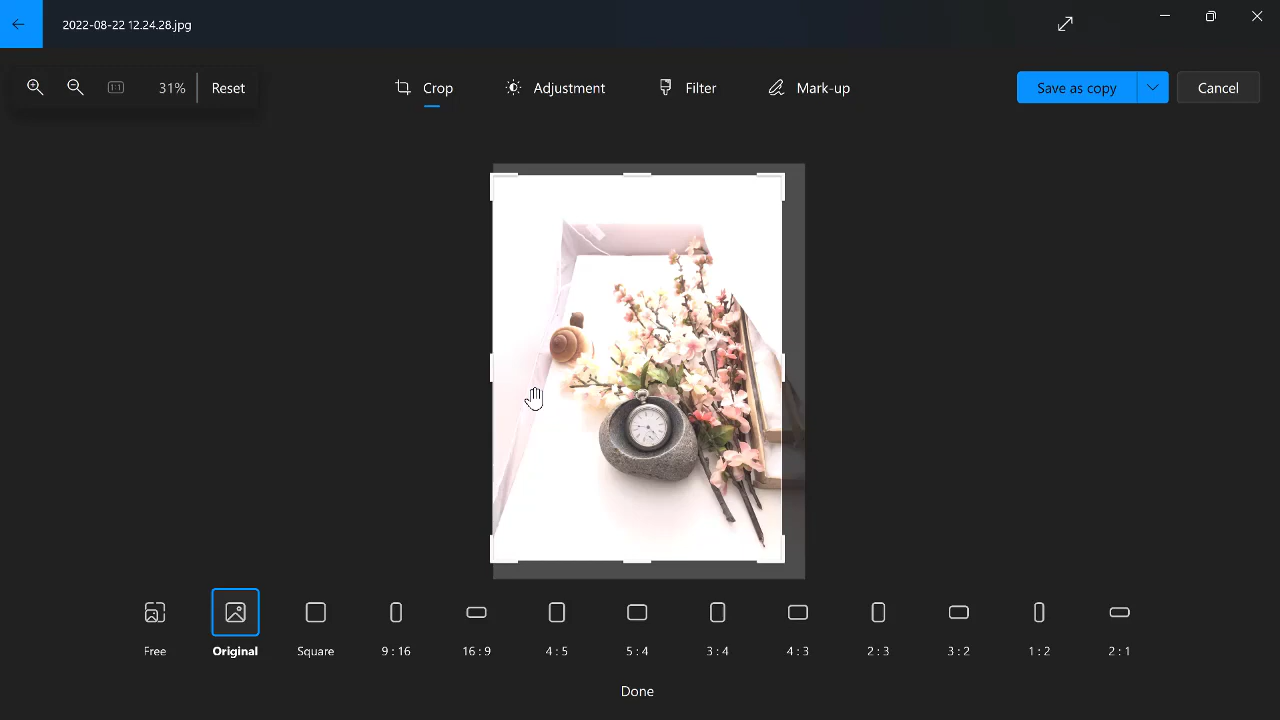 2022-08-22 12.24.28.jpg
1:1
31%
Reset
Crop
Adjustment
Filter
Mark-up
Save as copy
Cancel
Free
Original
Square
9 : 16
16 : 9
4 : 5
5 : 4
3 : 4
4 : 3
2 : 3
3 : 2
1 : 2
2 : 1
Done